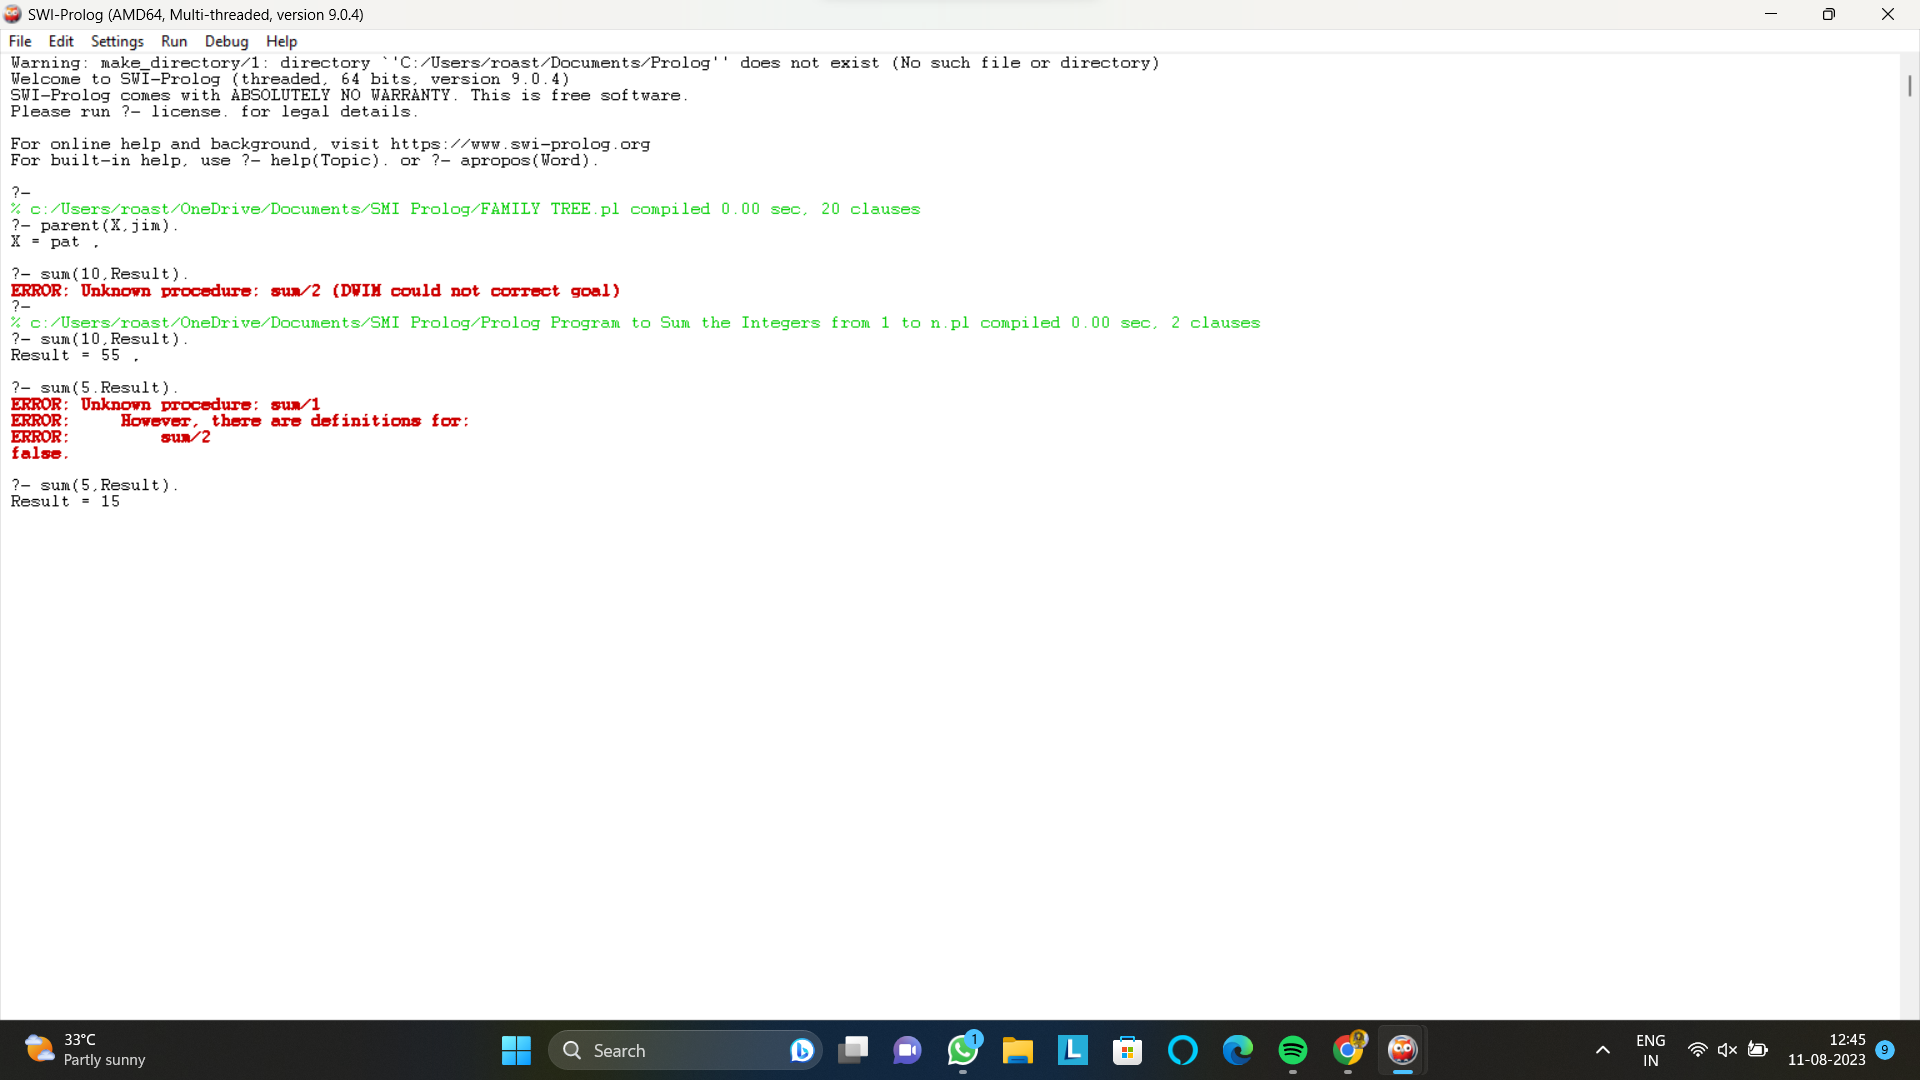 SWI-Prolog (AMD64, Multi-threaded, version 9.0.4)
File Edit Settings Run Debug Help
Warning: make_directory/1: directory `'C:/Users/roast/Documents/Prolog'' does not exist (No such file or directory)
Welcome to SWI-Prolog (threaded, 64 bits, version 9.0.4)
SWI-Prolog comes with ABSOLUTELY NO WARRANTY. This is free software.
Please run ?- license. for legal details.
For online help and background, visit https://www.swi-prolog.org
For built-in help, use ?- help(Topic). or ?- apropos(Word).
?-
% c:/Users/roast/OneDrive/Documents/SMI Prolog/FAMILY TREE.pl compiled 0.00 sec, 20 clauses
?- parent(X,jim).
X = pat .
?- sum(10,Result).
ERROR: Unknown procedure: sum/2 (DWIM could not correct goal)
?-
% c:/Users/roast/OneDrive/Documents/SMI Prolog/Prolog Program to Sum the Integers from 1 to n.pl compiled 0.00 sec, 2 clauses
?- sum(10,Result).
Result = 55 .
?- sum(5.Result).
ERROR: Unknown procedure: sum/1
ERROR: However, there are definitions for:
ERROR: sum/2
false.
?- sum(5,Result).
Result = 15
33°C
Partly sunny
Search
1
L
ENG
IN
12:45
11-08-2023
9